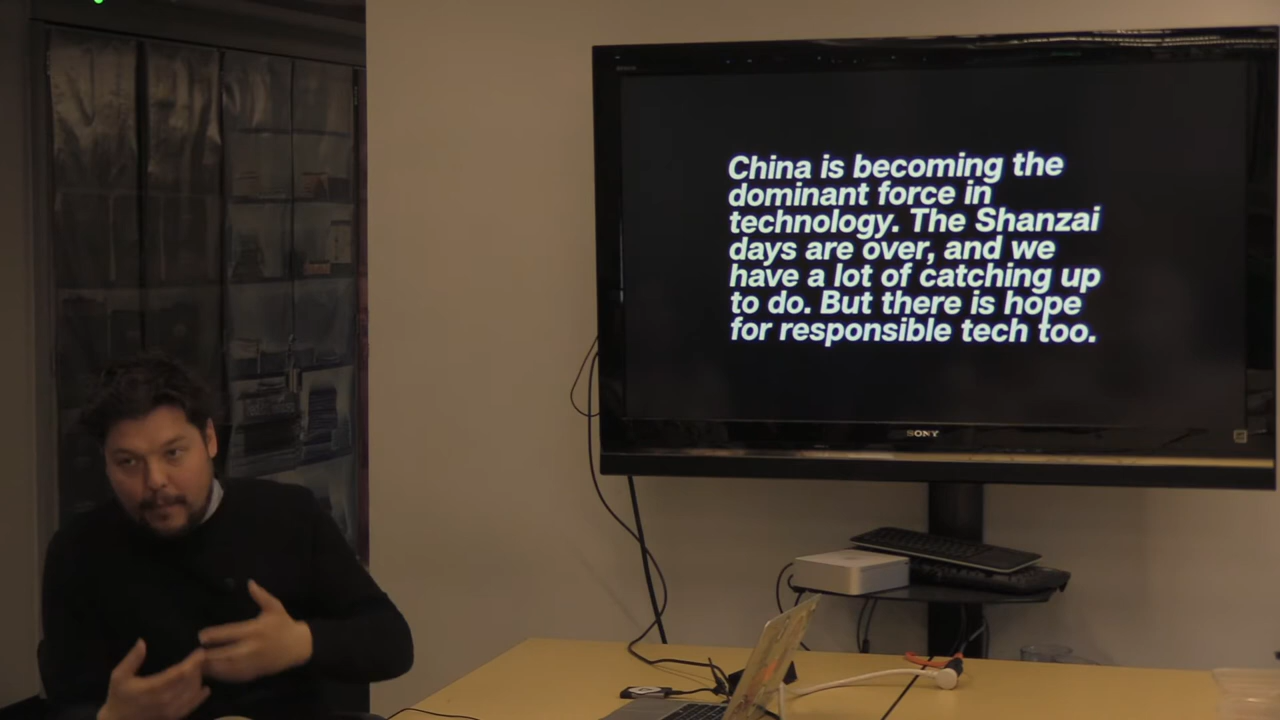 China is becoming the
dominant force in
technology. The Shanzai
days are over, and we
have a lot of catching up
to do. But there is hope
for responsible tech too.
SONY